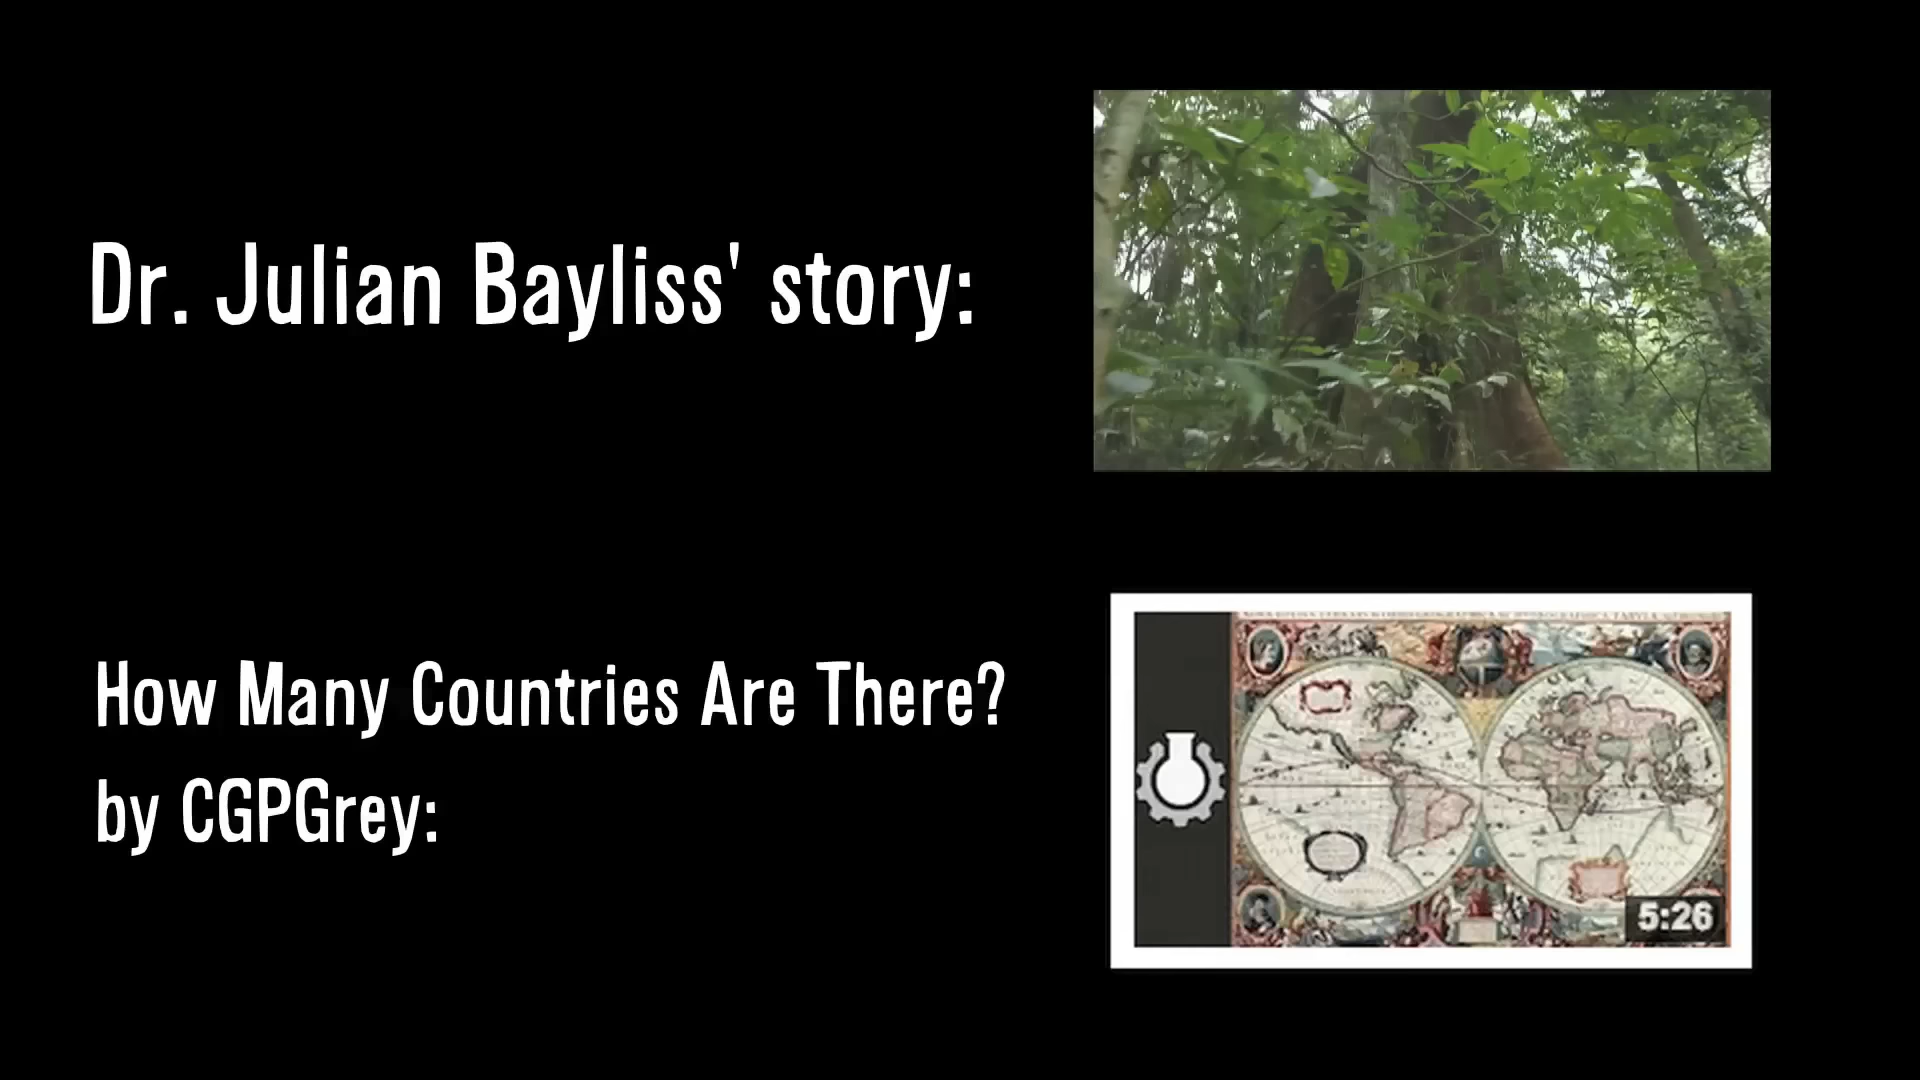 Dr. Julian Bayliss' story:
How Many Countries Are There?
by CGPGrey:
5:26